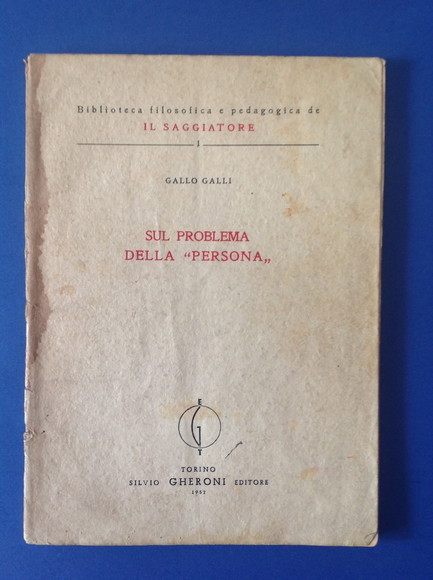 Biblioteca filosofica e pedagogica de
IL SAGGIATORE
I
GALLO GALLI
SUL PROBLEMA
DELLA “PERSONA„
E
G
TORINO
SILVIO GHERONI EDITORE